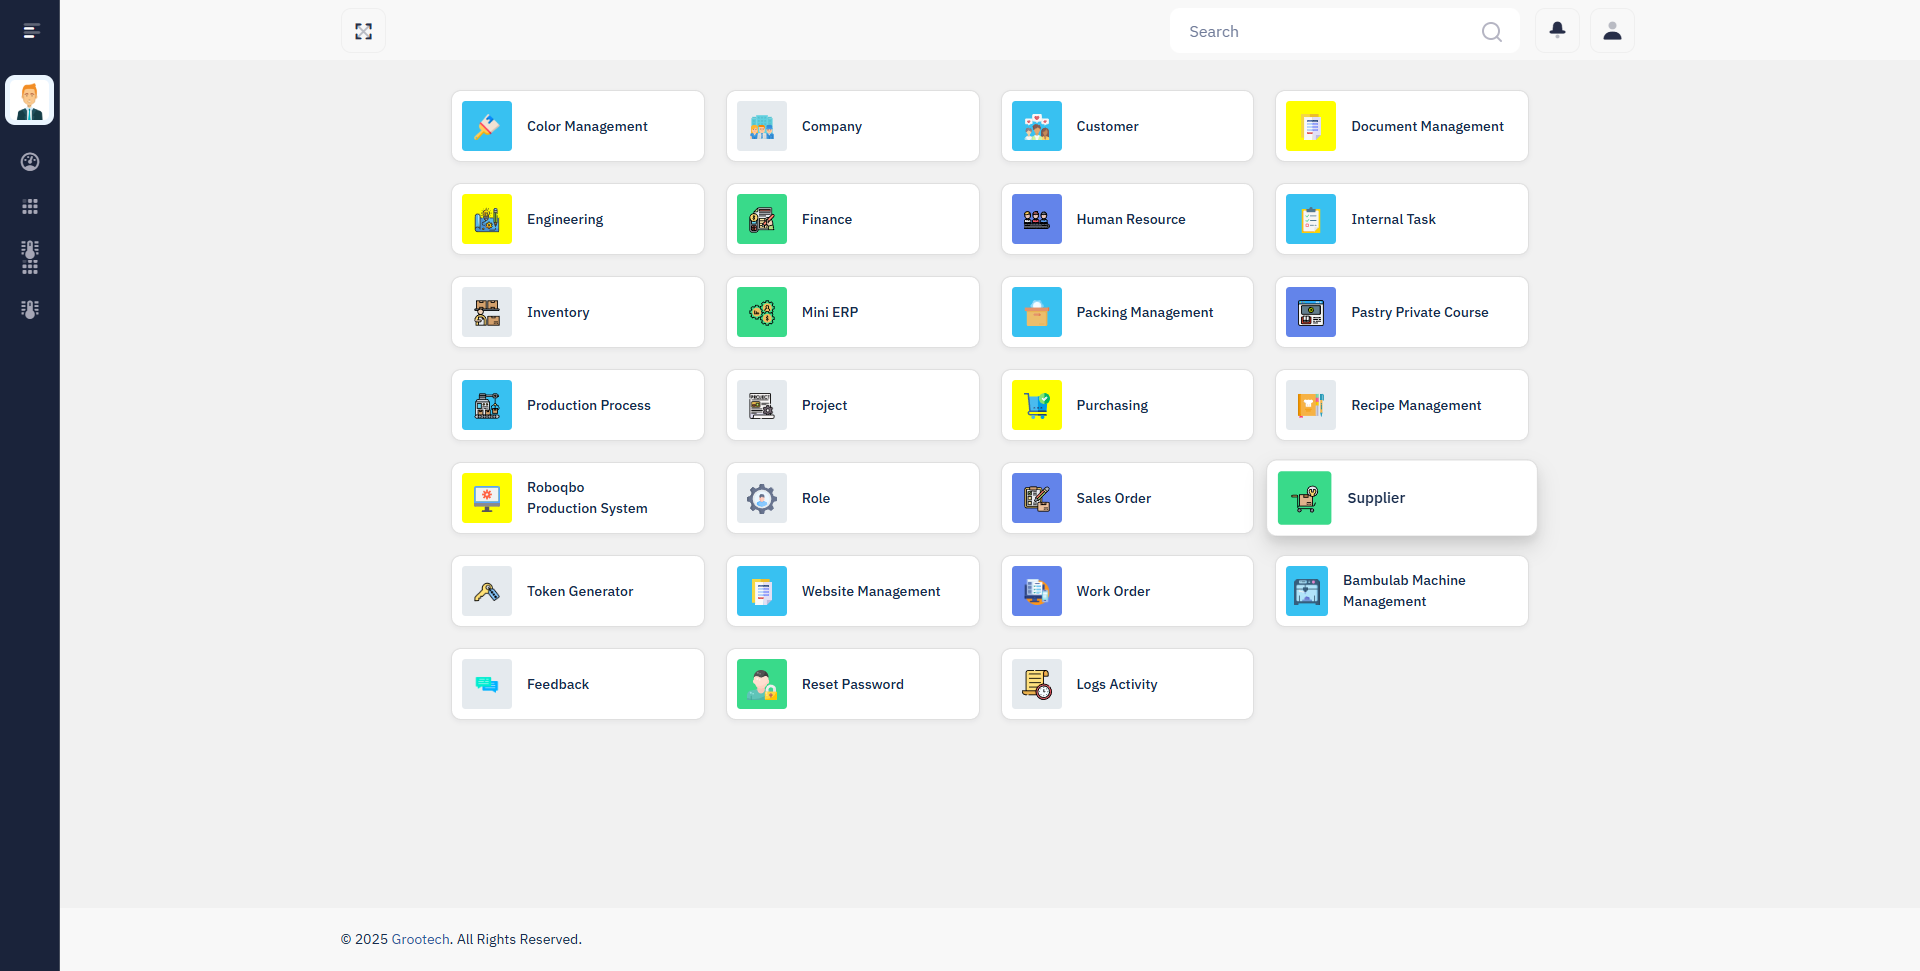 Search
Color Management
Company
Customer
Document Management
Engineering
Finance
Human Resource
Internal Task
Inventory
Mini ERP
Packing Management
Pastry Private Course
Production Process
Project
Purchasing
Recipe Management
Roboqbo
Production System
Role
Sales Order
Supplier
Token Generator
Website Management
Work Order
Bambulab Machine
Management
Feedback
Reset Password
Logs Activity
© 2025 Grootech. All Rights Reserved.